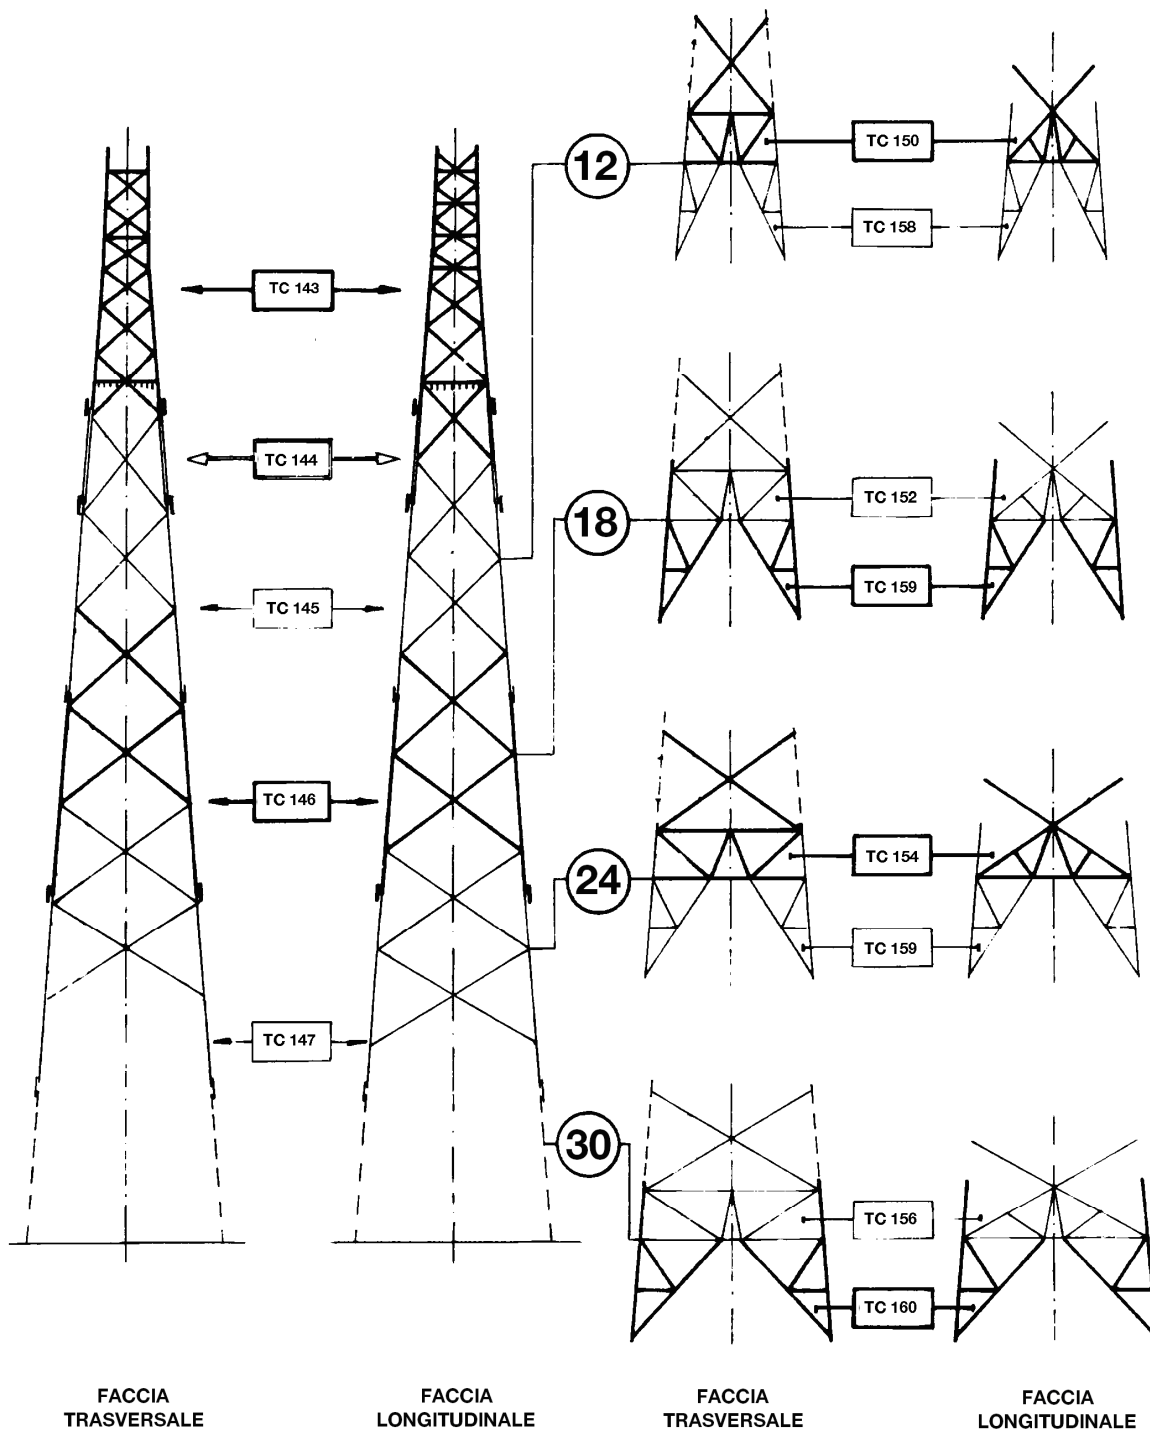 12
TC 150
TC 158
TC 143
TC 144
18
TC 152
TC 159
TC 145
TC 146
24
TC 154
TC 159
TC 147
30
TC 156
TC 160
FACCIA
TRASVERSALE
FACCIA
LONGITUDINALE
FACCIA
TRASVERSALE
FACCIA
LONGITUDINALE